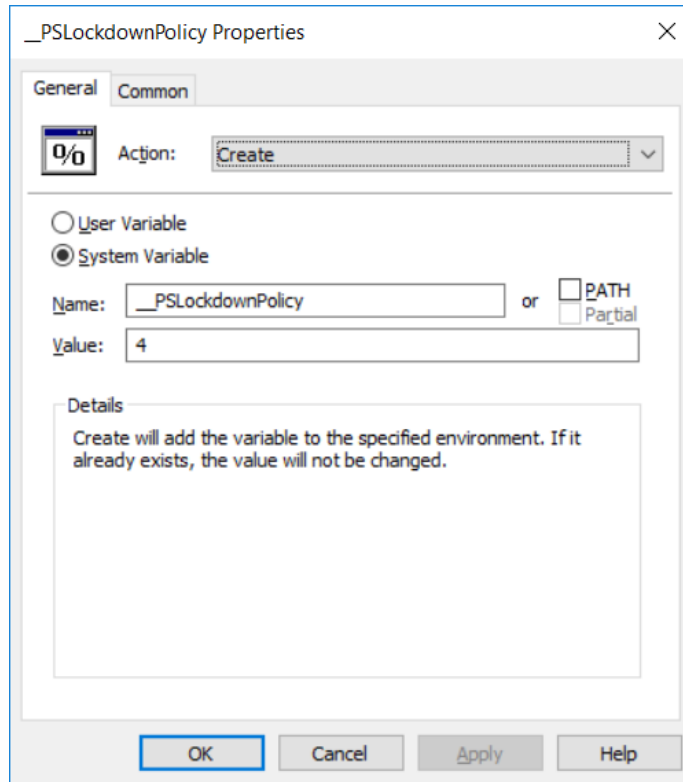 __PSLockdownPolicy Properties
General
Common
%
Action:
Create
User Variable
System Variable
Name:
__PSLockdownPolicy
or
PATH
Partial
Value:
4
Details
Create will add the variable to the specified environment. If it
already exists, the value will not be changed.
OK
Cancel
Apply
Help